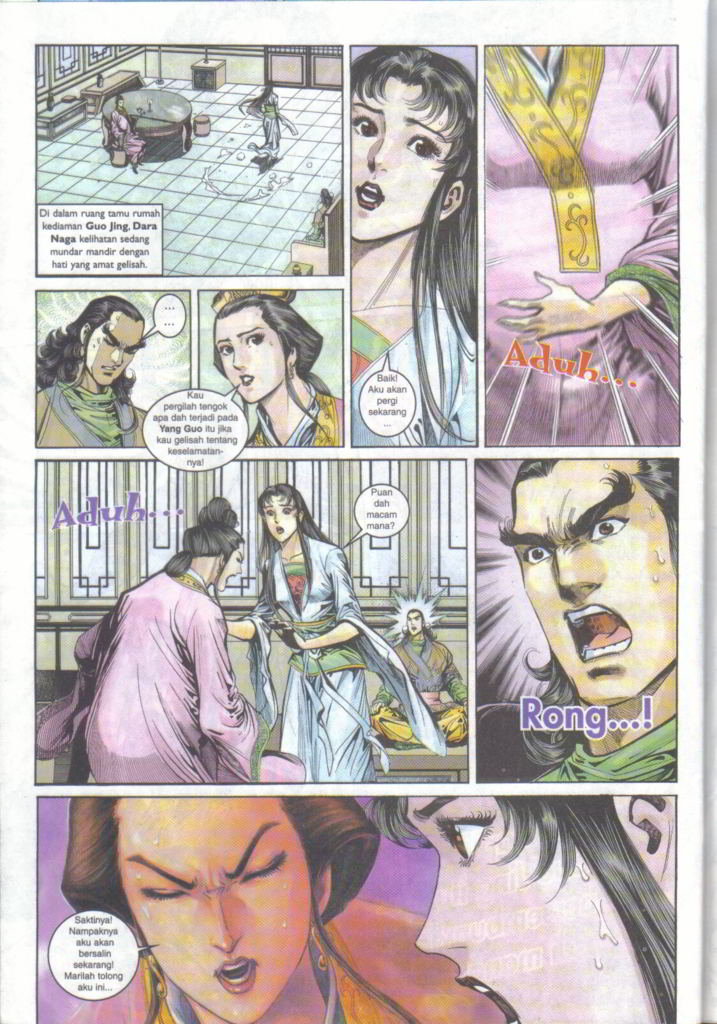 Di dalam ruang tamu rumah
kediaman Guo Jing, Dara
Naga kelihatan sedang
mundar mandir dengan
hati yang amat gelisah.
...
...
Kau
pergilah tengok
apa dah terjadi pada
Yang Guo itu jika
kau gelisah tentang
keselamatan-
nya!
Baik!
Aku akan
pergi
sekarang
...
Aduh...
Aduh...
Puan
dah
macam
mana?
Rong...!
Saktinya!
Nampaknya
aku akan
bersalin
sekarang!
Marilah tolong
aku ini...